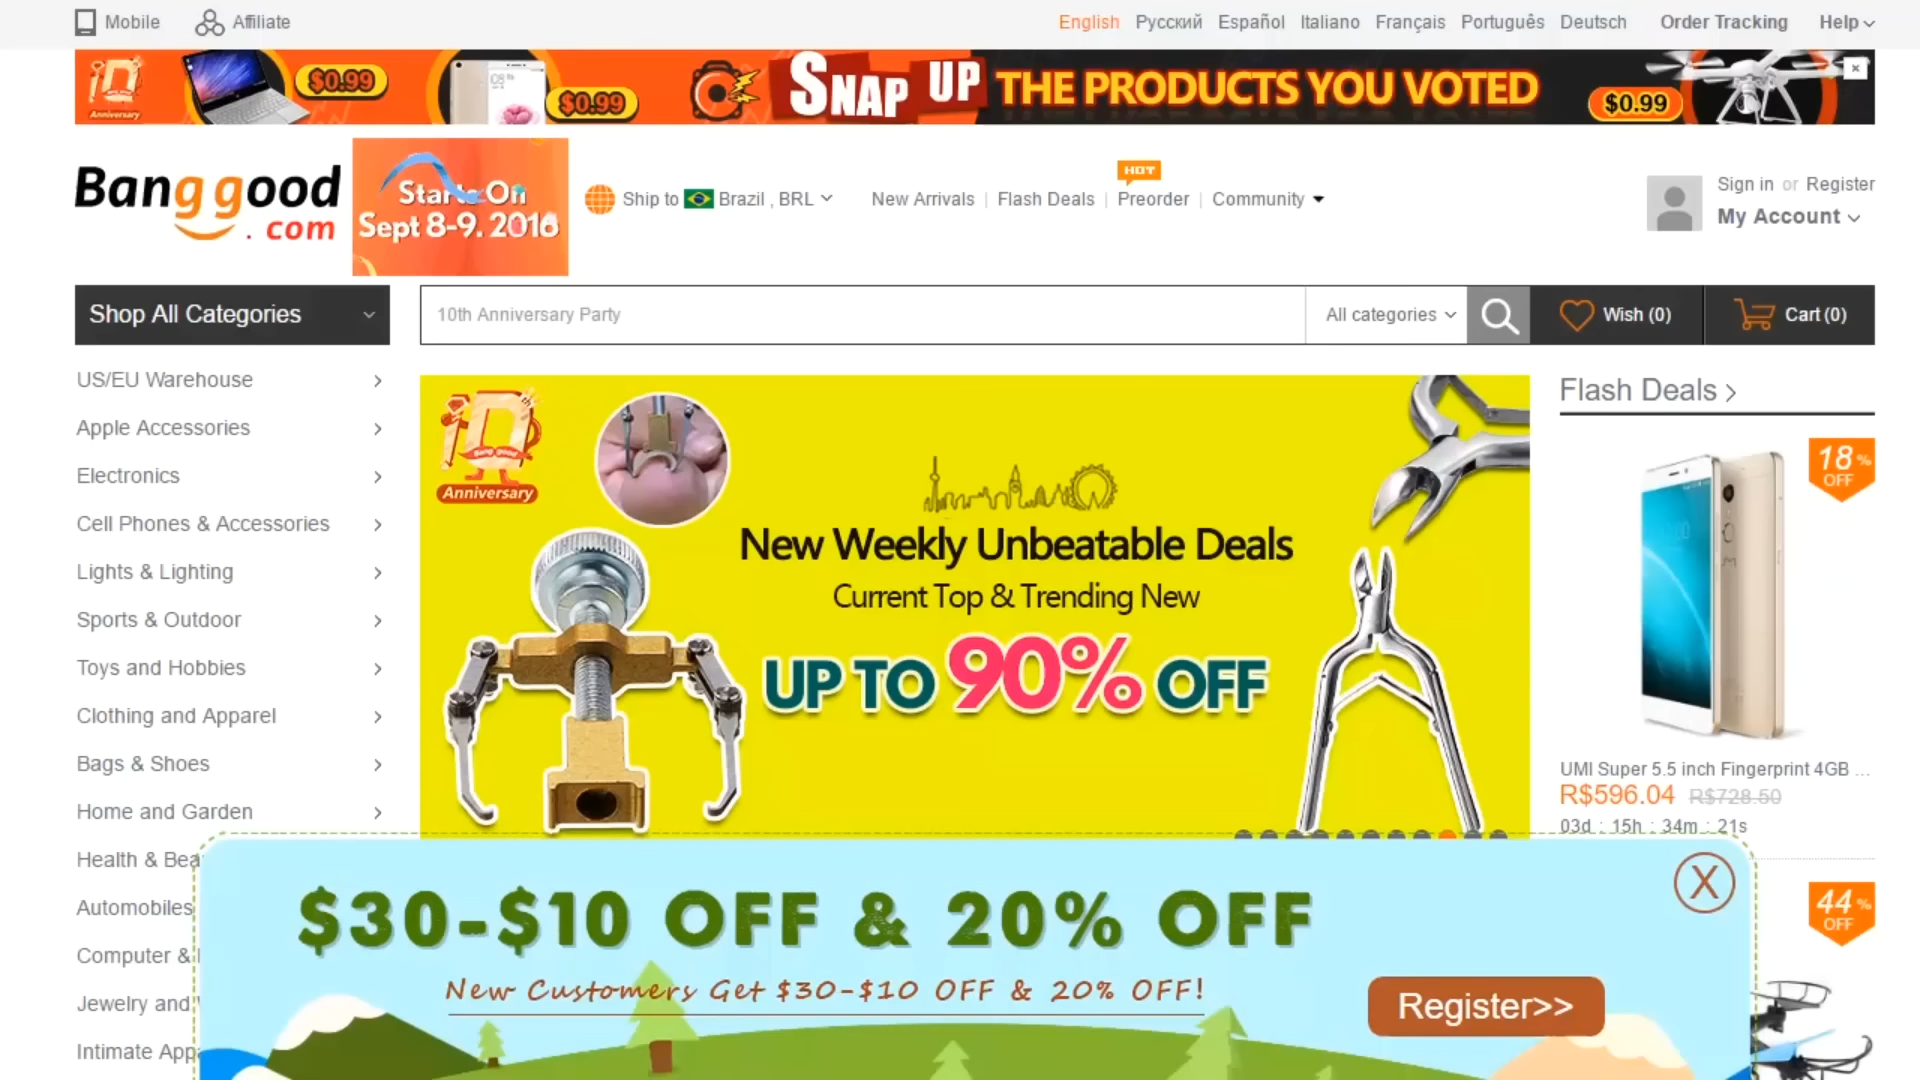 Mobile
Affiliate
English Русский Español Italiano Français Português Deutsch Order Tracking Help
10 Anniversary
$0.99
$0.99
SNAP UP THE PRODUCTS YOU VOTED
$0.99
Banggood.com
Starts On
Sept 8-9. 2016
Ship to Brazil , BRL
New Arrivals | Flash Deals | Preorder | Community
HOT
Sign in or Register
My Account
Shop All Categories
10th Anniversary Party
All categories
Wish (0)
Cart (0)
US/EU Warehouse
Apple Accessories
Electronics
Cell Phones & Accessories
Lights & Lighting
Sports & Outdoor
Toys and Hobbies
Clothing and Apparel
Bags & Shoes
Home and Garden
Health & Bea
Automobiles
Computer &
Jewelry and
Intimate App
10th
Banggood
Anniversary
New Weekly Unbeatable Deals
Current Top & Trending New
UP TO 90% OFF
Flash Deals
18%
OFF
UMI Super 5.5 inch Fingerprint 4GB ...
R$596.04 R$728.50
03d : 15h : 34m : 21s
44%
OFF
$30-$10 OFF & 20% OFF
New Customers Get $30-$10 OFF & 20% OFF!
X
Register>>